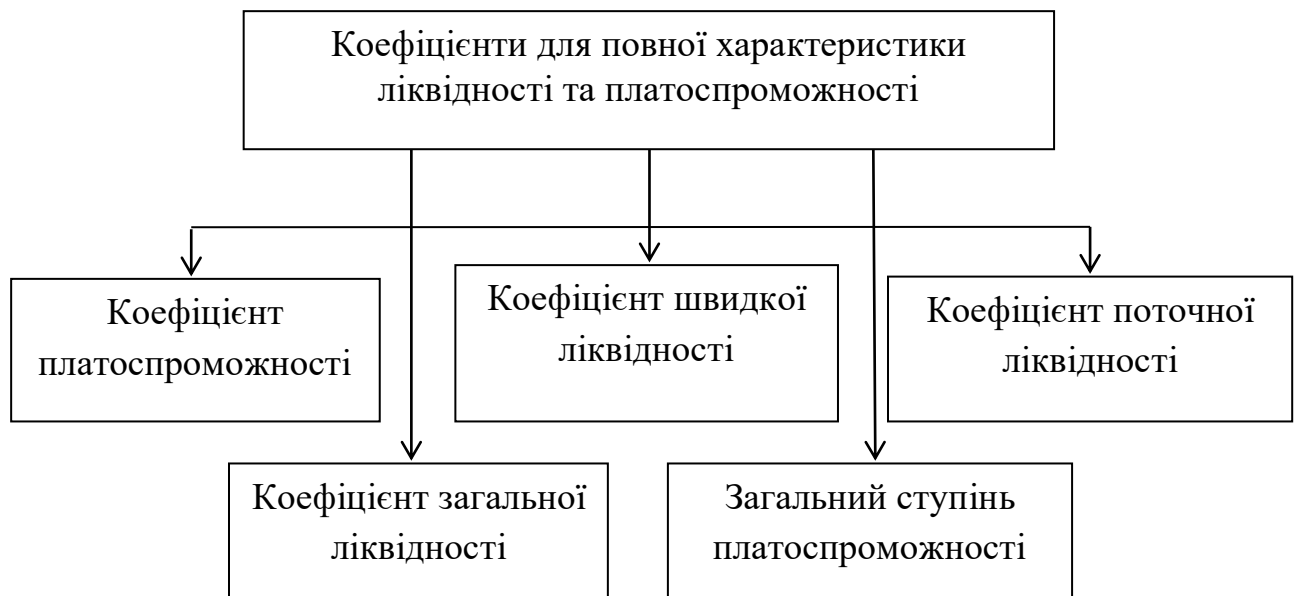 Коефіцієнти для повної характеристики
ліквідності та платоспроможності
Коефіцієнт
платоспроможності
Коефіцієнт швидкої
ліквідності
Коефіцієнт поточної
ліквідності
Коефіцієнт загальної
ліквідності
Загальний ступінь
платоспроможності